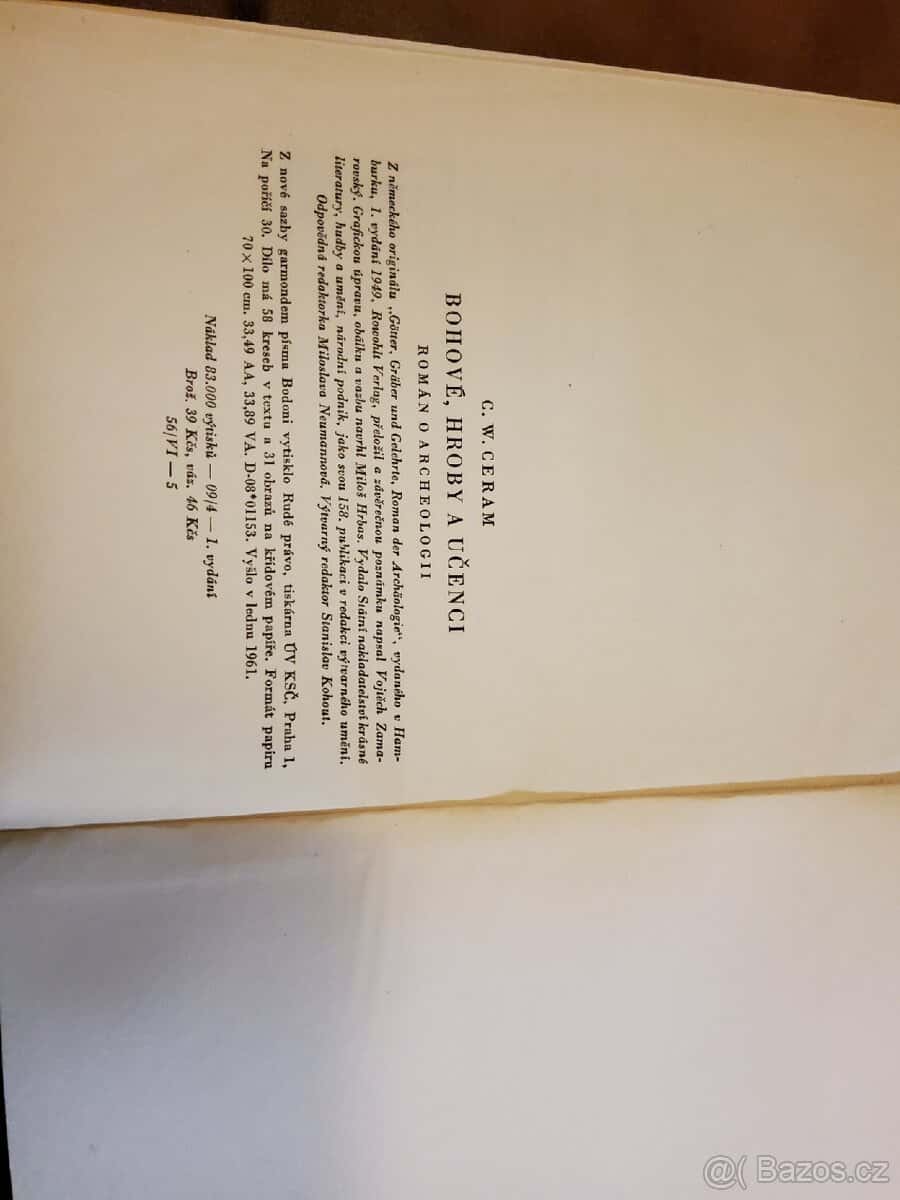 C. W. CERAM
BOHOVÉ, HROBY A UČENCI
ROMÁN O ARCHEOLOGII
Z německého originálu „Götter, Gräber und Gelehrte, Roman der Archäologie“, vydaného v Ham-
burku, 1. vydání 1949, Rowohlt Verlag, přeložil a závěrečnou poznámku napsal Vojtěch Zama-
rovský. Grafickou úpravu, obálku a vazbu navrhl Miloš Hrbas. Vydalo Státní nakladatelství krásné
literatury, hudby a umění, národní podnik, jako svou 158. publikaci v redakci výtvarného umění.
Odpovědná redaktorka Miloslava Neumannová. Výtvarný redaktor Stanislav Kohout.
Z nové sazby garmondem písma Bodoni vytisklo Rudé právo, tiskárna ÚV KSČ, Praha 1,
Na poříčí 30. Dílo má 58 kreseb v textu a 31 obrazů na křídovém papíře. Formát papíru
70 × 100 cm. 33,49 AA, 33,89 VA. D-08*01153. Vyšlo v lednu 1961.
Náklad 83.000 výtisků — 09/4 — 1. vydání
Brož. 39 Kčs, váz. 46 Kčs
56/VI — 5
@( Bazos.cz